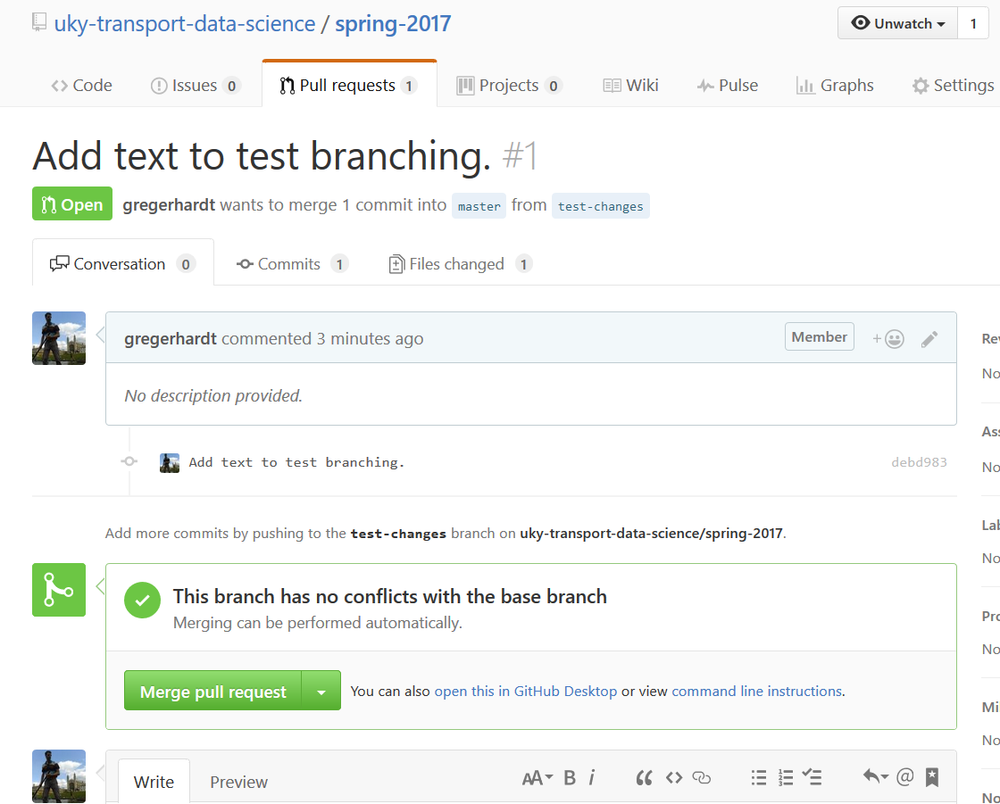 uky-transport-data-science / spring-2017
Unwatch 1
Code Issues 0 Pull requests 1 Projects 0 Wiki Pulse Graphs Settings
Add text to test branching. #1
Open gregerhardt wants to merge 1 commit into master from test-changes
Conversation 0 Commits 1 Files changed 1
gregerhardt commented 3 minutes ago Member +
No description provided.
Add text to test branching. debd983
Add more commits by pushing to the test-changes branch on uky-transport-data-science/spring-2017.
This branch has no conflicts with the base branch
Merging can be performed automatically.
Merge pull request You can also open this in GitHub Desktop or view command line instructions.
Write Preview AA B i “ <> @
Re
No
Ass
No
Lab
No
Pro
No
Mi
No
No